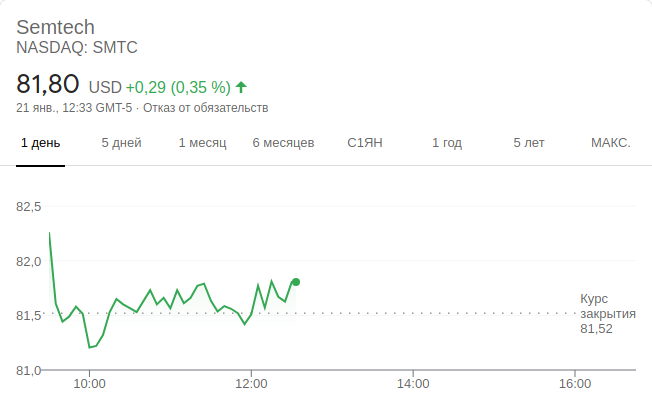 Semtech
NASDAQ: SMTC
81,80 USD +0,29 (0,35 %)
21 янв., 12:33 GMT-5 · Отказ от обязательств
1 день 5 дней 1 месяц 6 месяцев С1ЯН 1 год 5 лет МАКС.
82,5
82,0
81,5
81,0
Курс
закрытия
81,52
10:00 12:00 14:00 16:00